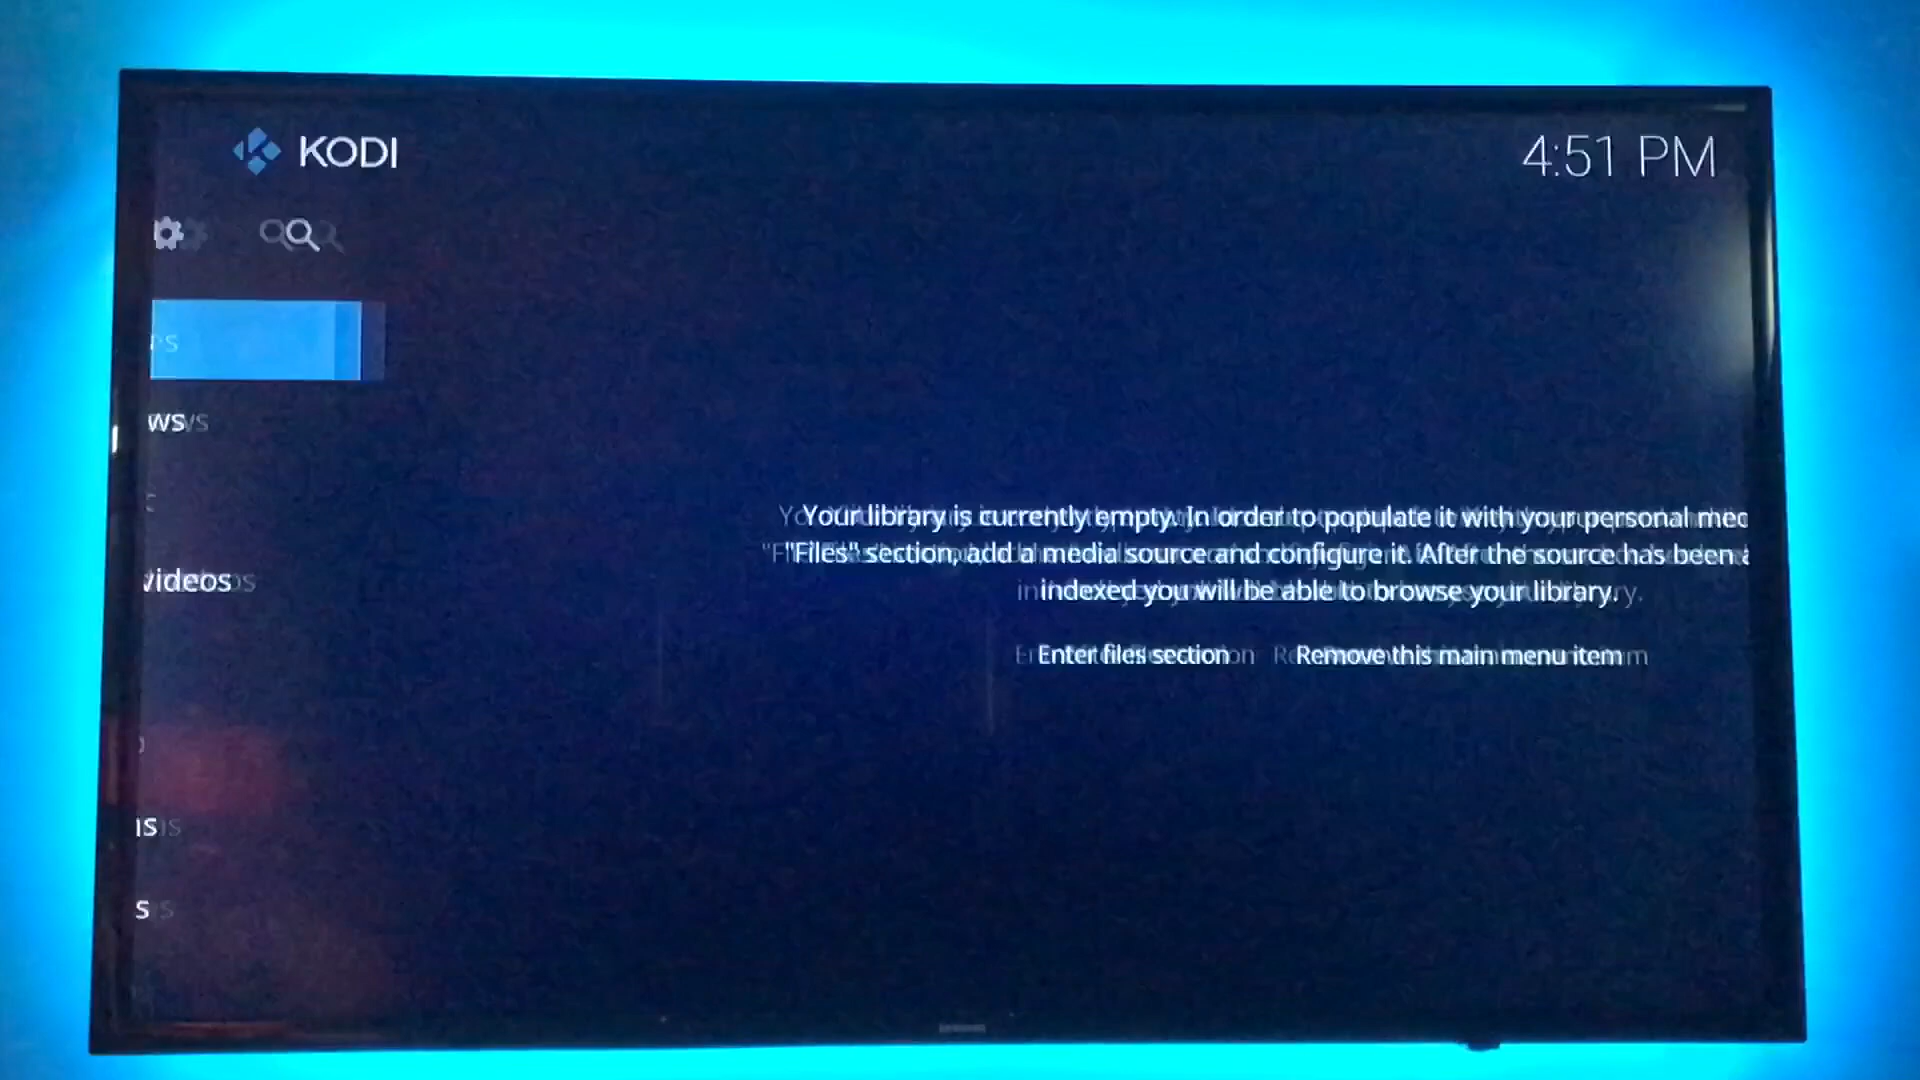 KODI
4:51 PM
ws
videos
s
Your library is currently empty. In order to populate it with your personal
"Files" section, add a media source and configure it. After the source has been
indexed you will be able to browse your library.
Enter files section Remove this main menu item